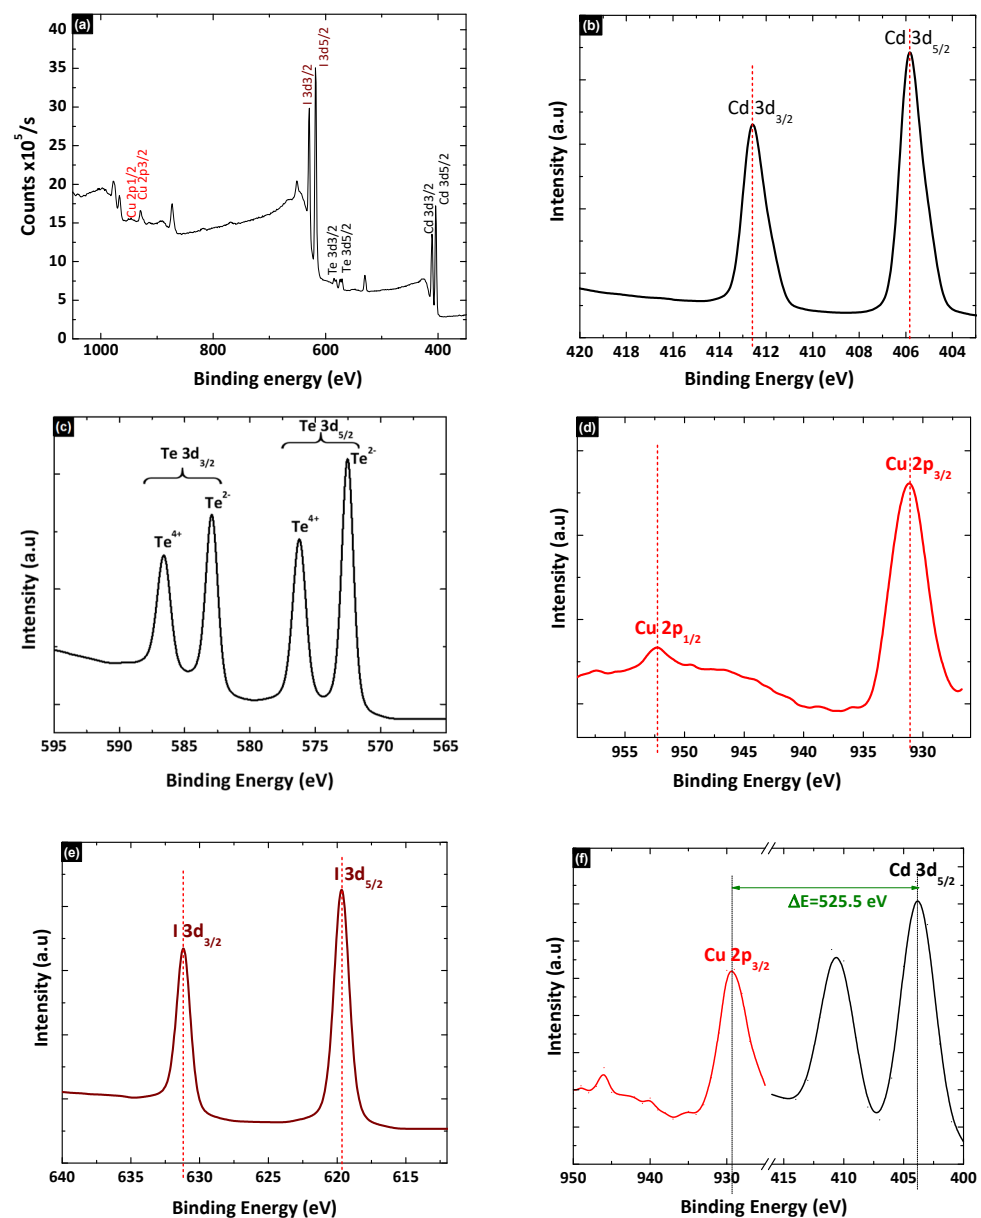 (a)
40
35
30
25
20
15
10
5
0
Counts x10^5/s
Cu 2p1/2
Cu 2p3/2
I 3d3/2
I 3d5/2
Te 3d3/2
Te 3d5/2
Cd 3d3/2
Cd 3d5/2
1000 800 600 400
Binding energy (eV)
(b)
Cd 3d3/2
Cd 3d5/2
Intensity (a.u)
420 418 416 414 412 410 408 406 404
Binding Energy (eV)
(c)
Te 3d5/2
Te 3d3/2
Te2-
Te2-
Te4+
Te4+
Intensity (a.u)
595 590 585 580 575 570 565
Binding Energy (eV)
(d)
Cu 2p3/2
Cu 2p1/2
Intensity (a.u)
955 950 945 940 935 930
Binding Energy (eV)
(e)
I 3d5/2
I 3d3/2
Intensity (a.u)
640 635 630 625 620 615
Binding Energy (eV)
(f)
Cd 3d5/2
ΔE=525.5 eV
Cu 2p3/2
Intensity (a.u)
950 940 930 415 410 405 400
Binding Energy (eV)